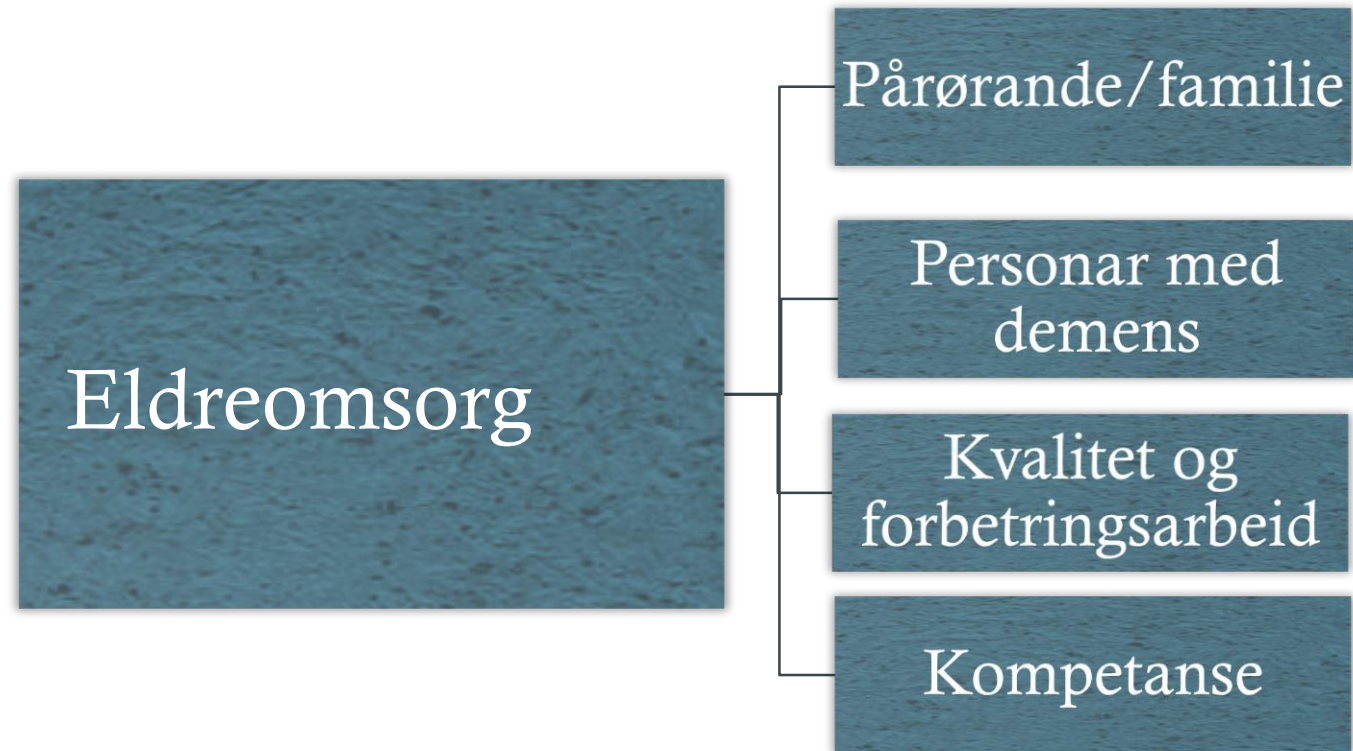 Eldreomsorg
Pårørande/familie
Personar med
demens
Kvalitet og
forbetringsarbeid
Kompetanse